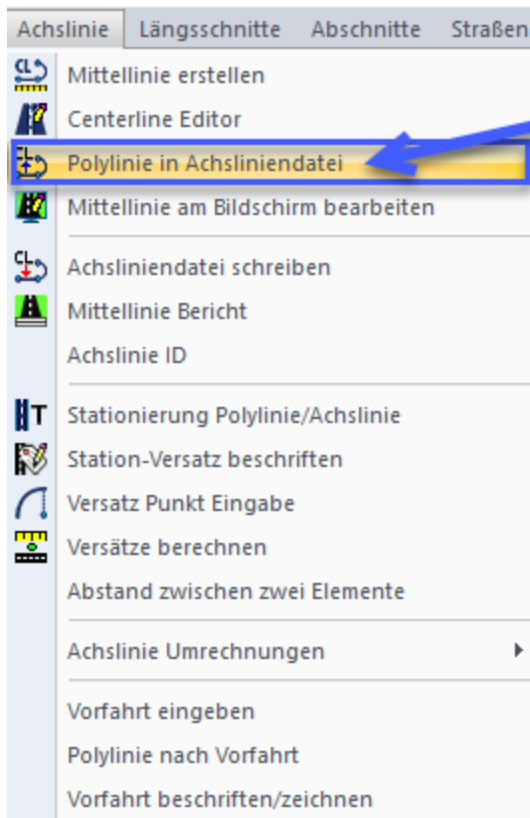 Achslinie Längsschnitte Abschnitte Straßen
Mittellinie erstellen
Centerline Editor
Polylinie in Achsliniendatei
Mittellinie am Bildschirm bearbeiten
Achsliniendatei schreiben
Mittellinie Bericht
Achslinie ID
Stationierung Polylinie/Achslinie
Station-Versatz beschriften
Versatz Punkt Eingabe
Versätze berechnen
Abstand zwischen zwei Elemente
Achslinie Umrechnungen
Vorfahrt eingeben
Polylinie nach Vorfahrt
Vorfahrt beschriften/zeichnen